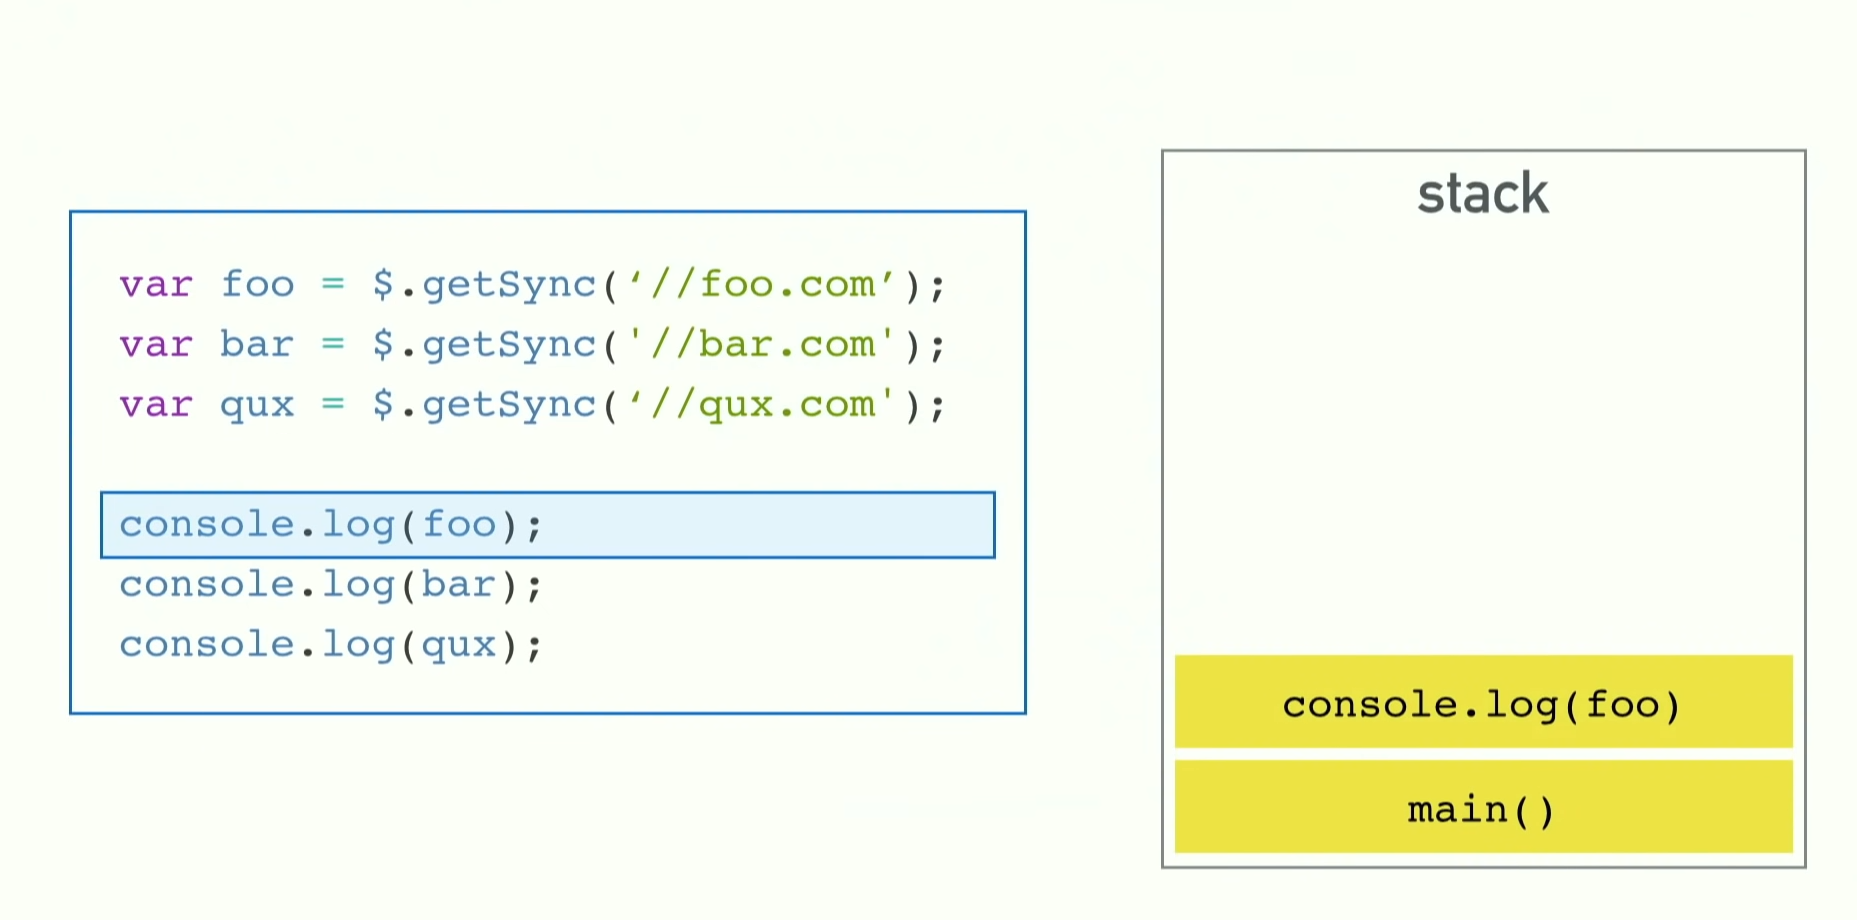 var foo = $.getSync(‘//foo.com’);
var bar = $.getSync('//bar.com');
var qux = $.getSync(‘//qux.com');
console.log(foo);
console.log(bar);
console.log(qux);
stack
console.log(foo)
main()